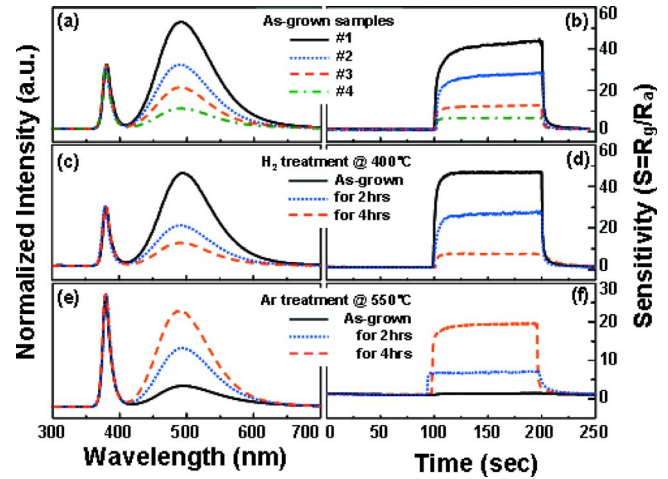 (a)
As-grown samples
#1
#2
#3
#4
(b)
60
40
20
0
(c)
H2 treatment @ 400℃
As-grown
for 2hrs
for 4hrs
(d)
60
40
20
0
(e)
Ar treatment @ 550℃
As-grown
for 2hrs
for 4hrs
(f)
30
20
10
0
Normalized Intensity (a.u.)
Sensitivity (S=Rg/Ra)
300 400 500 600 700
0 50 100 150 200 250
Wavelength (nm)
Time (sec)